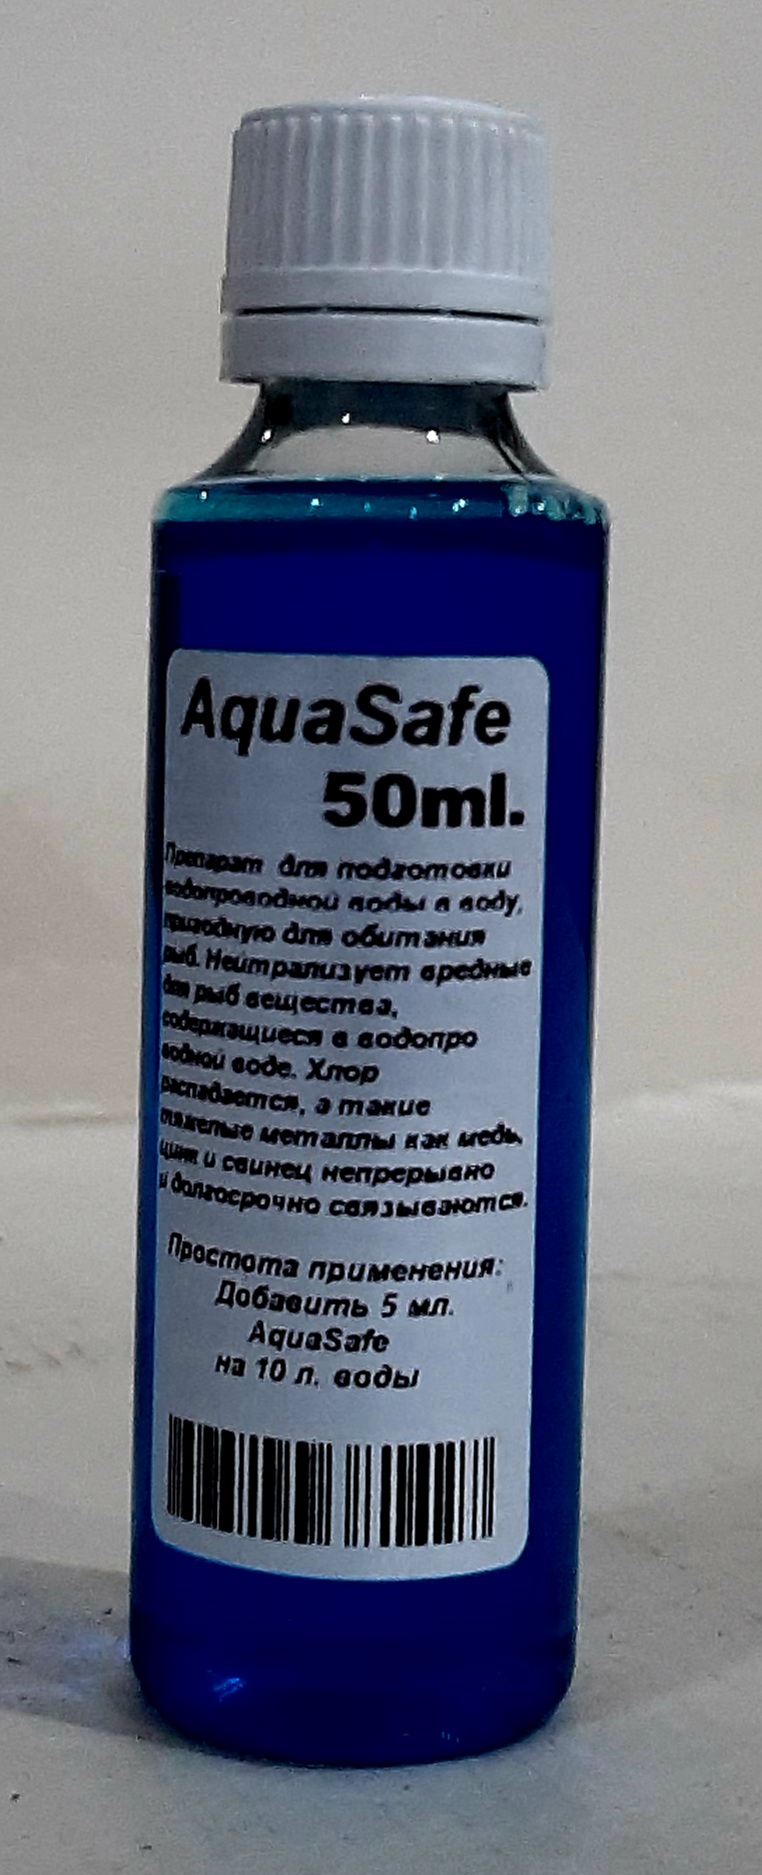 AquaSafe
50ml.
Препарат для подготовки
водопроводной воды в воду,
пригодную для обитания
рыб. Нейтрализует вредные
для рыб вещества,
содержащиеся в водопро
водной воде. Хлор
распадается, а такие
тяжелые металлы как медь,
цинк и свинец непрерывно
и долгосрочно связываются.
Простота применения:
Добавить 5 мл.
AquaSafe
на 10 л. воды